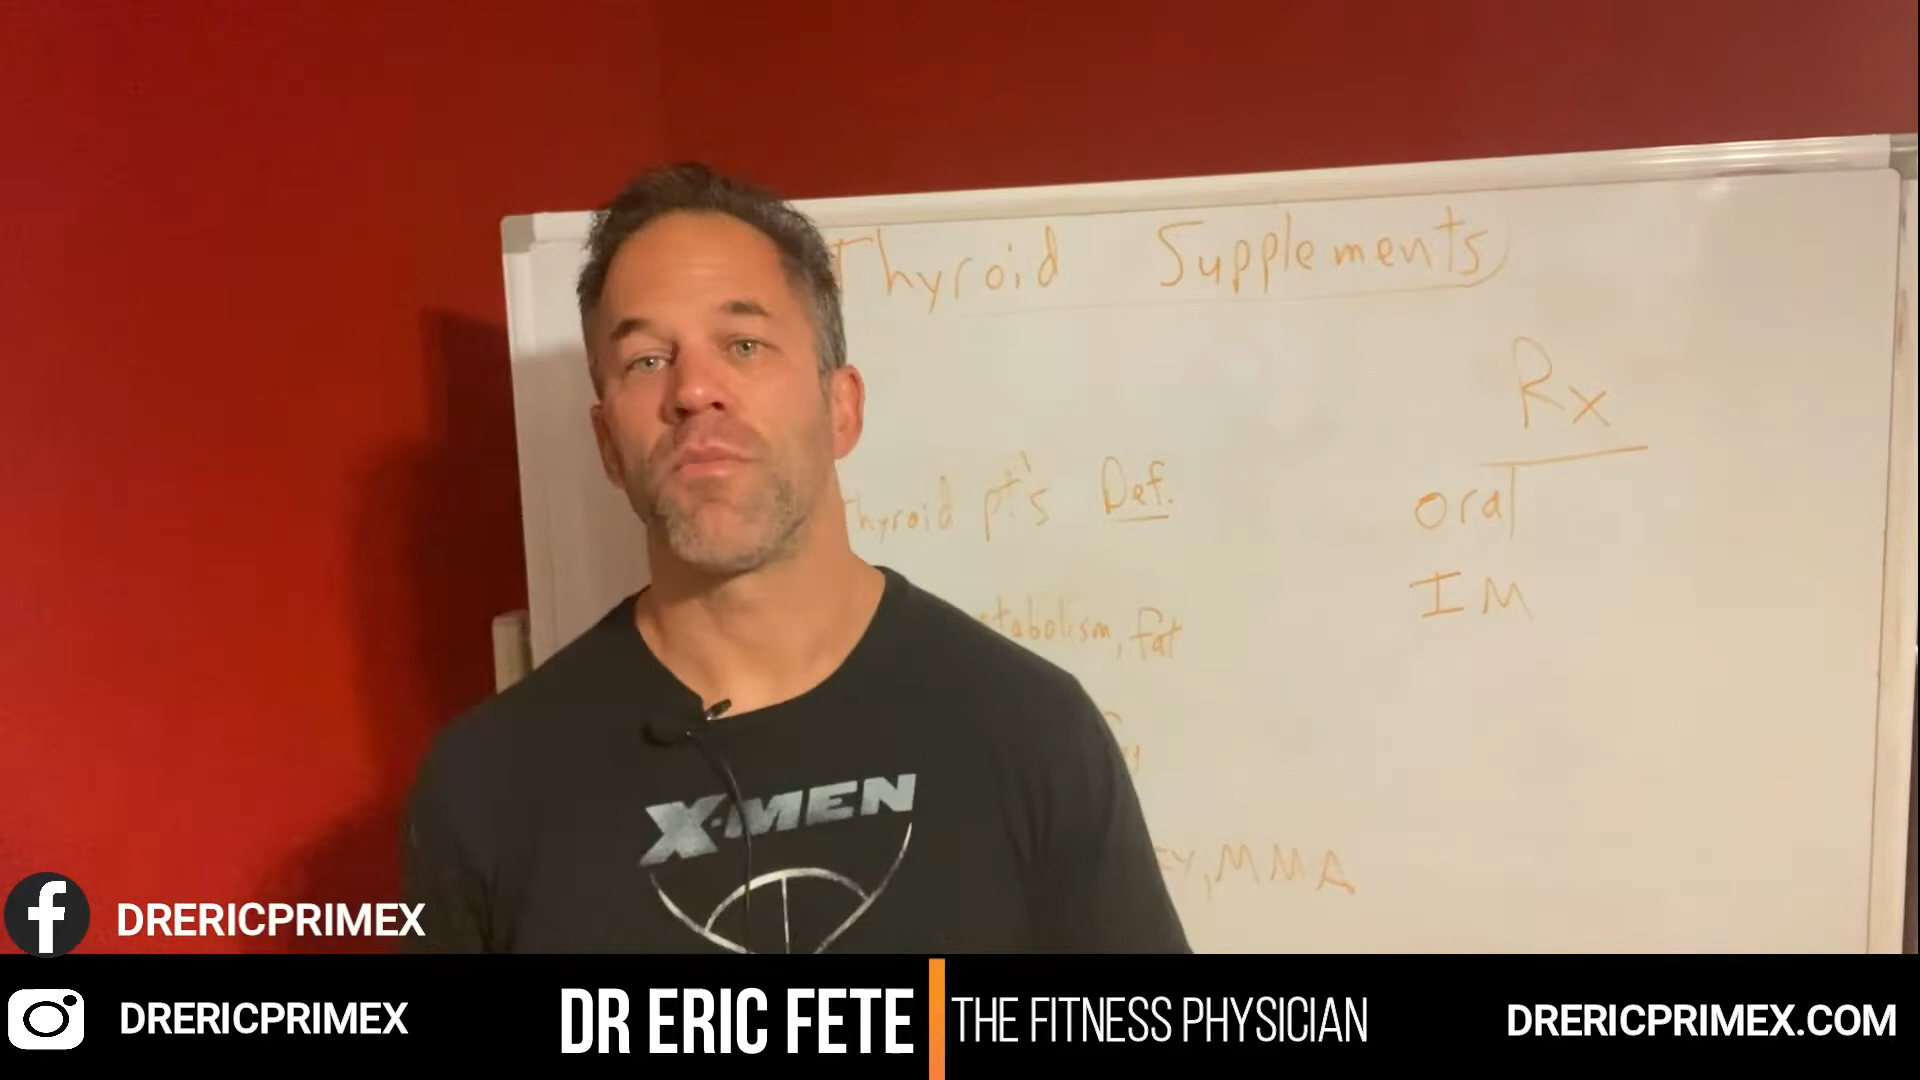 Thyroid Supplements
Rx
oral
IM
Thyroid pt's Def.
tabolism, fat
, MMA
X-MEN
DRERICPRIMEX
DRERICPRIMEX
DR ERIC FETE THE FITNESS PHYSICIAN
DRERICPRIMEX.COM